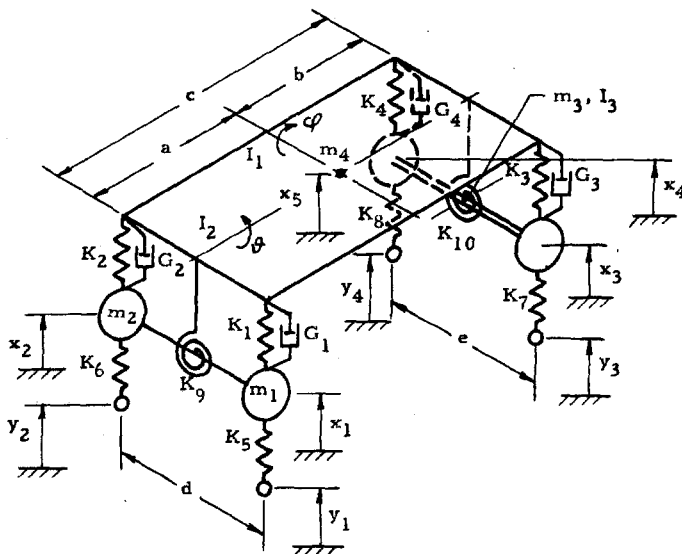 c
b
a
φ
m₃, I₃
K₄
G₄
I₁
m₄
x₅
K₃
G₃
x₄
K₈
K₁₀
I₂
ϑ
K₂
G₂
m₂
x₂
K₆
K₉
K₁
G₁
m₁
x₁
K₅
y₂
d
y₁
y₄
e
K₇
x₃
y₃